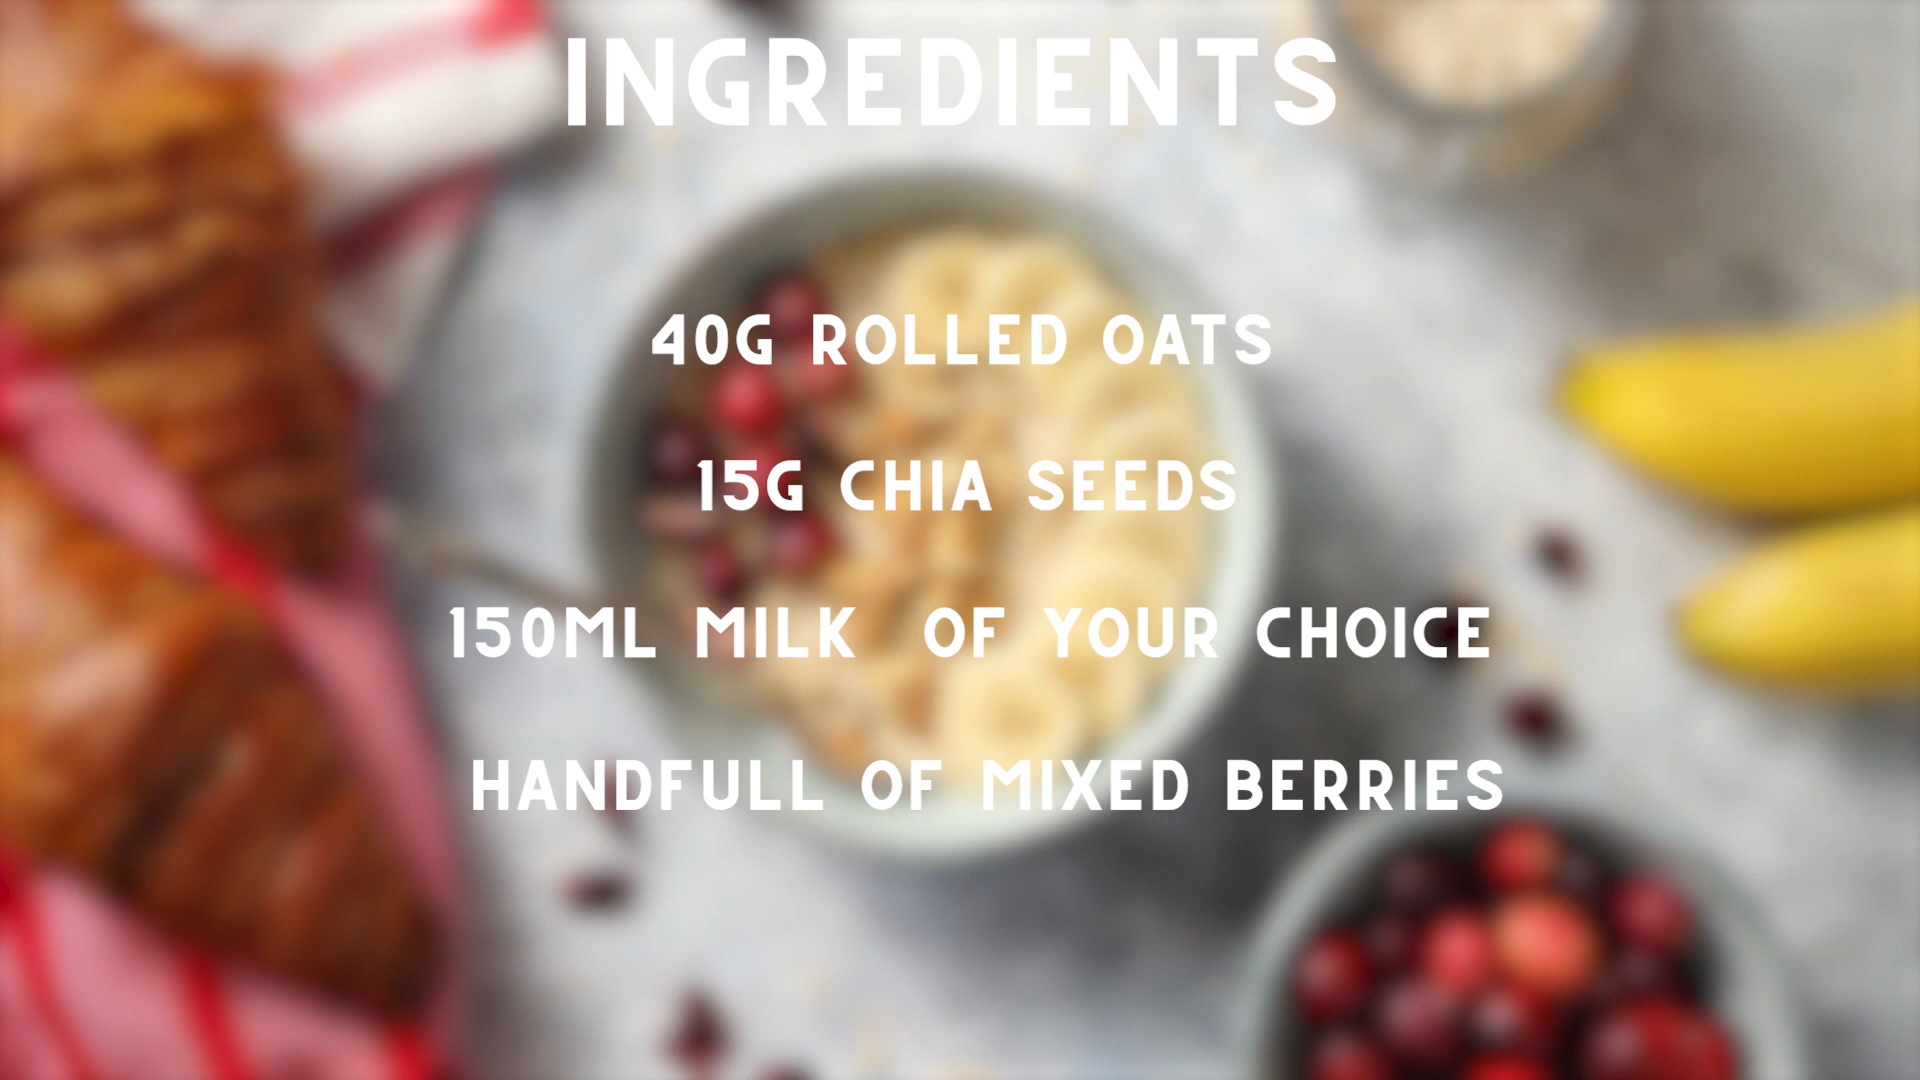 INGREDIENTS
40G ROLLED OATS
15G CHIA SEEDS
150ML MILK  OF YOUR CHOICE
HANDFULL OF MIXED BERRIES